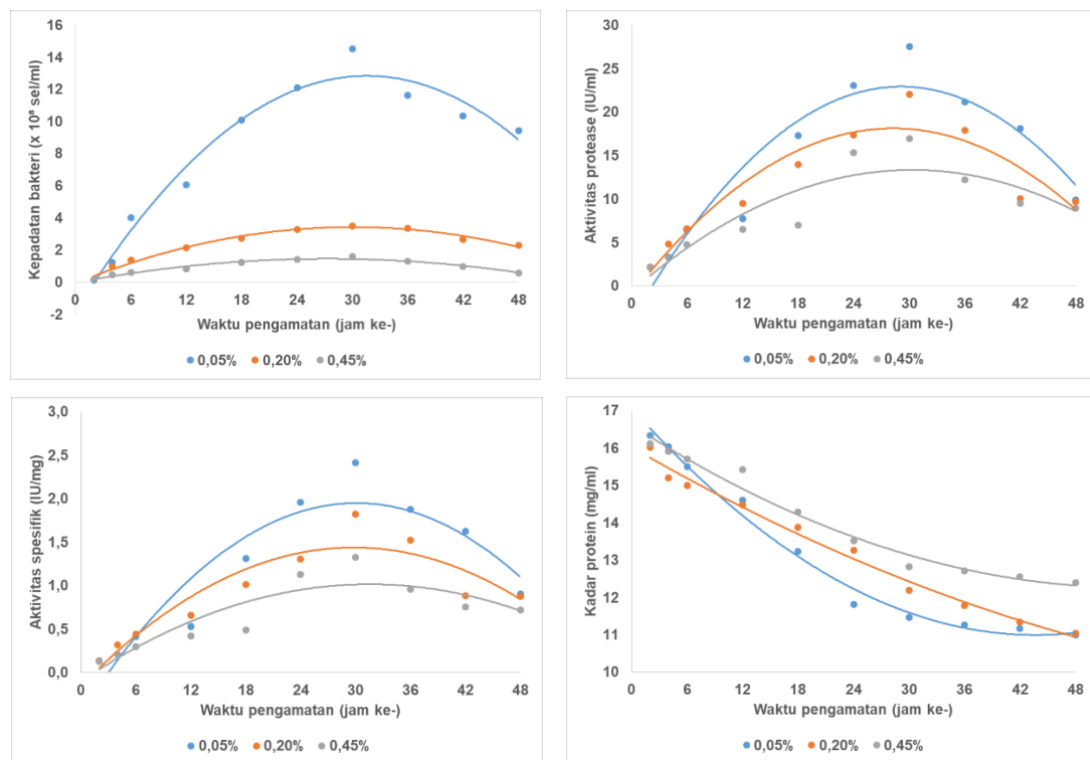 Kepadatan bakteri (x 10⁸ sel/ml)
16
14
12
10
8
6
4
2
0
-2
6 12 18 24 30 36 42 48
Waktu pengamatan (jam ke-)
0,05% 0,20% 0,45%
Aktivitas protease (IU/ml)
30
25
20
15
10
5
0
0 6 12 18 24 30 36 42 48
Waktu pengamatan (jam ke-)
0,05% 0,20% 0,45%
Aktivitas spesifik (IU/mg)
3,0
2,5
2,0
1,5
1,0
0,5
0,0
0 6 12 18 24 30 36 42 48
Waktu pengamatan (jam ke-)
0,05% 0,20% 0,45%
Kadar protein (mg/ml)
17
16
15
14
13
12
11
10
0 6 12 18 24 30 36 42 48
Waktu pengamatan (jam ke-)
0,05% 0,20% 0,45%